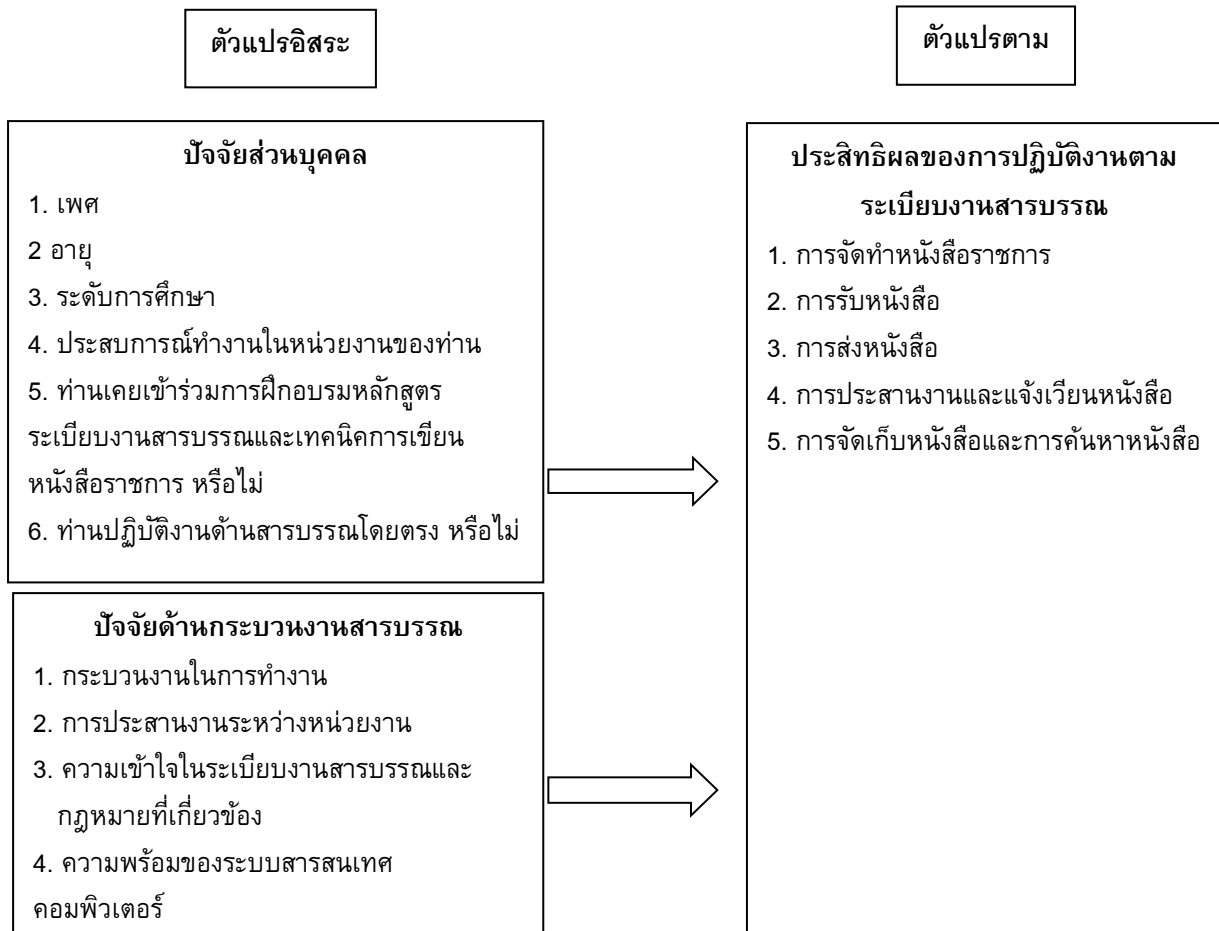 ตัวแปรอิสระ
ตัวแปรตาม
ปัจจัยส่วนบุคคล
1. เพศ
2 อายุ
3. ระดับการศึกษา
4. ประสบการณ์ทำงานในหน่วยงานของท่าน
5. ท่านเคยเข้าร่วมการฝึกอบรมหลักสูตร
ระเบียบงานสารบรรณและเทคนิคการเขียน
หนังสือราชการ หรือไม่
6. ท่านปฏิบัติงานด้านสารบรรณโดยตรง หรือไม่
ปัจจัยด้านกระบวนงานสารบรรณ
1. กระบวนงานในการทำงาน
2. การประสานงานระหว่างหน่วยงาน
3. ความเข้าใจในระเบียบงานสารบรรณและ
กฎหมายที่เกี่ยวข้อง
4. ความพร้อมของระบบสารสนเทศ
คอมพิวเตอร์
ประสิทธิผลของการปฏิบัติงานตาม
ระเบียบงานสารบรรณ
1. การจัดทำหนังสือราชการ
2. การรับหนังสือ
3. การส่งหนังสือ
4. การประสานงานและแจ้งเวียนหนังสือ
5. การจัดเก็บหนังสือและการค้นหาหนังสือ